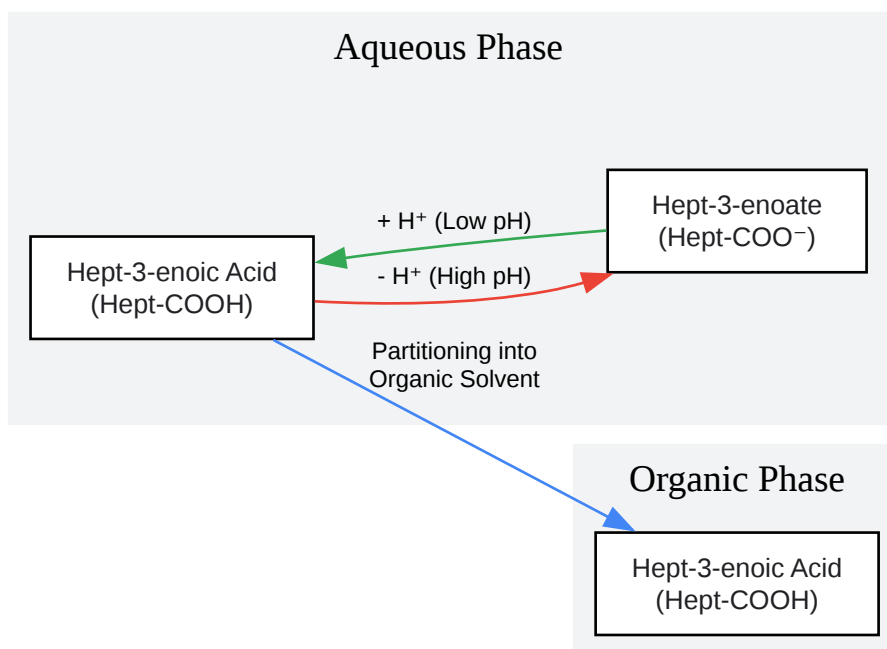 Aqueous Phase
Hept-3-enoate
(Hept-COO⁻)
+ H⁺ (Low pH)
Hept-3-enoic Acid
(Hept-COOH)
- H⁺ (High pH)
Partitioning into
Organic Solvent
Organic Phase
Hept-3-enoic Acid
(Hept-COOH)